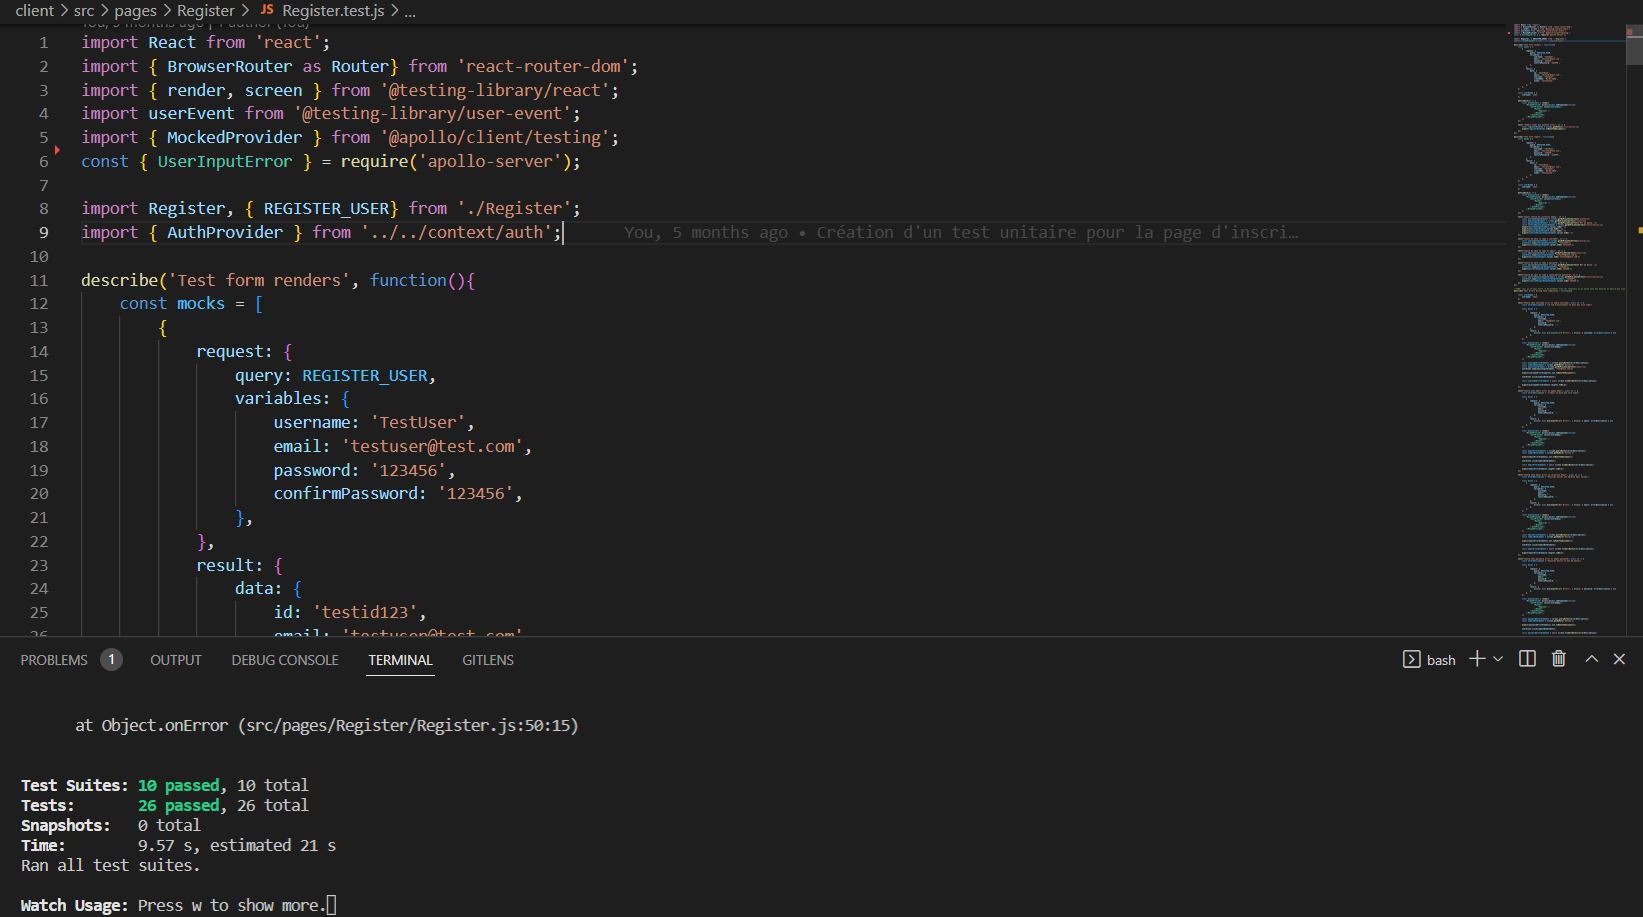 client > src > pages > Register > JS Register.test.js > ...
You, 5 months ago | 1 author (You)
1 import React from 'react';
2 import { BrowserRouter as Router} from 'react-router-dom';
3 import { render, screen } from '@testing-library/react';
4 import userEvent from '@testing-library/user-event';
5 import { MockedProvider } from '@apollo/client/testing';
6 const { UserInputError } = require('apollo-server');
7
8 import Register, { REGISTER_USER} from './Register';
9 import { AuthProvider } from '../../context/auth'; You, 5 months ago • Création d'un test unitaire pour la page d'inscri…
10
11 describe('Test form renders', function(){
12 const mocks = [
13 {
14 request: {
15 query: REGISTER_USER,
16 variables: {
17 username: 'TestUser',
18 email: 'testuser@test.com',
19 password: '123456',
20 confirmPassword: '123456',
21 },
22 },
23 result: {
24 data: {
25 id: 'testid123',
26 email: 'testuser@test.com'
PROBLEMS 1 OUTPUT DEBUG CONSOLE TERMINAL GITLENS bash
at Object.onError (src/pages/Register/Register.js:50:15)
Test Suites: 10 passed, 10 total
Tests: 26 passed, 26 total
Snapshots: 0 total
Time: 9.57 s, estimated 21 s
Ran all test suites.
Watch Usage: Press w to show more.